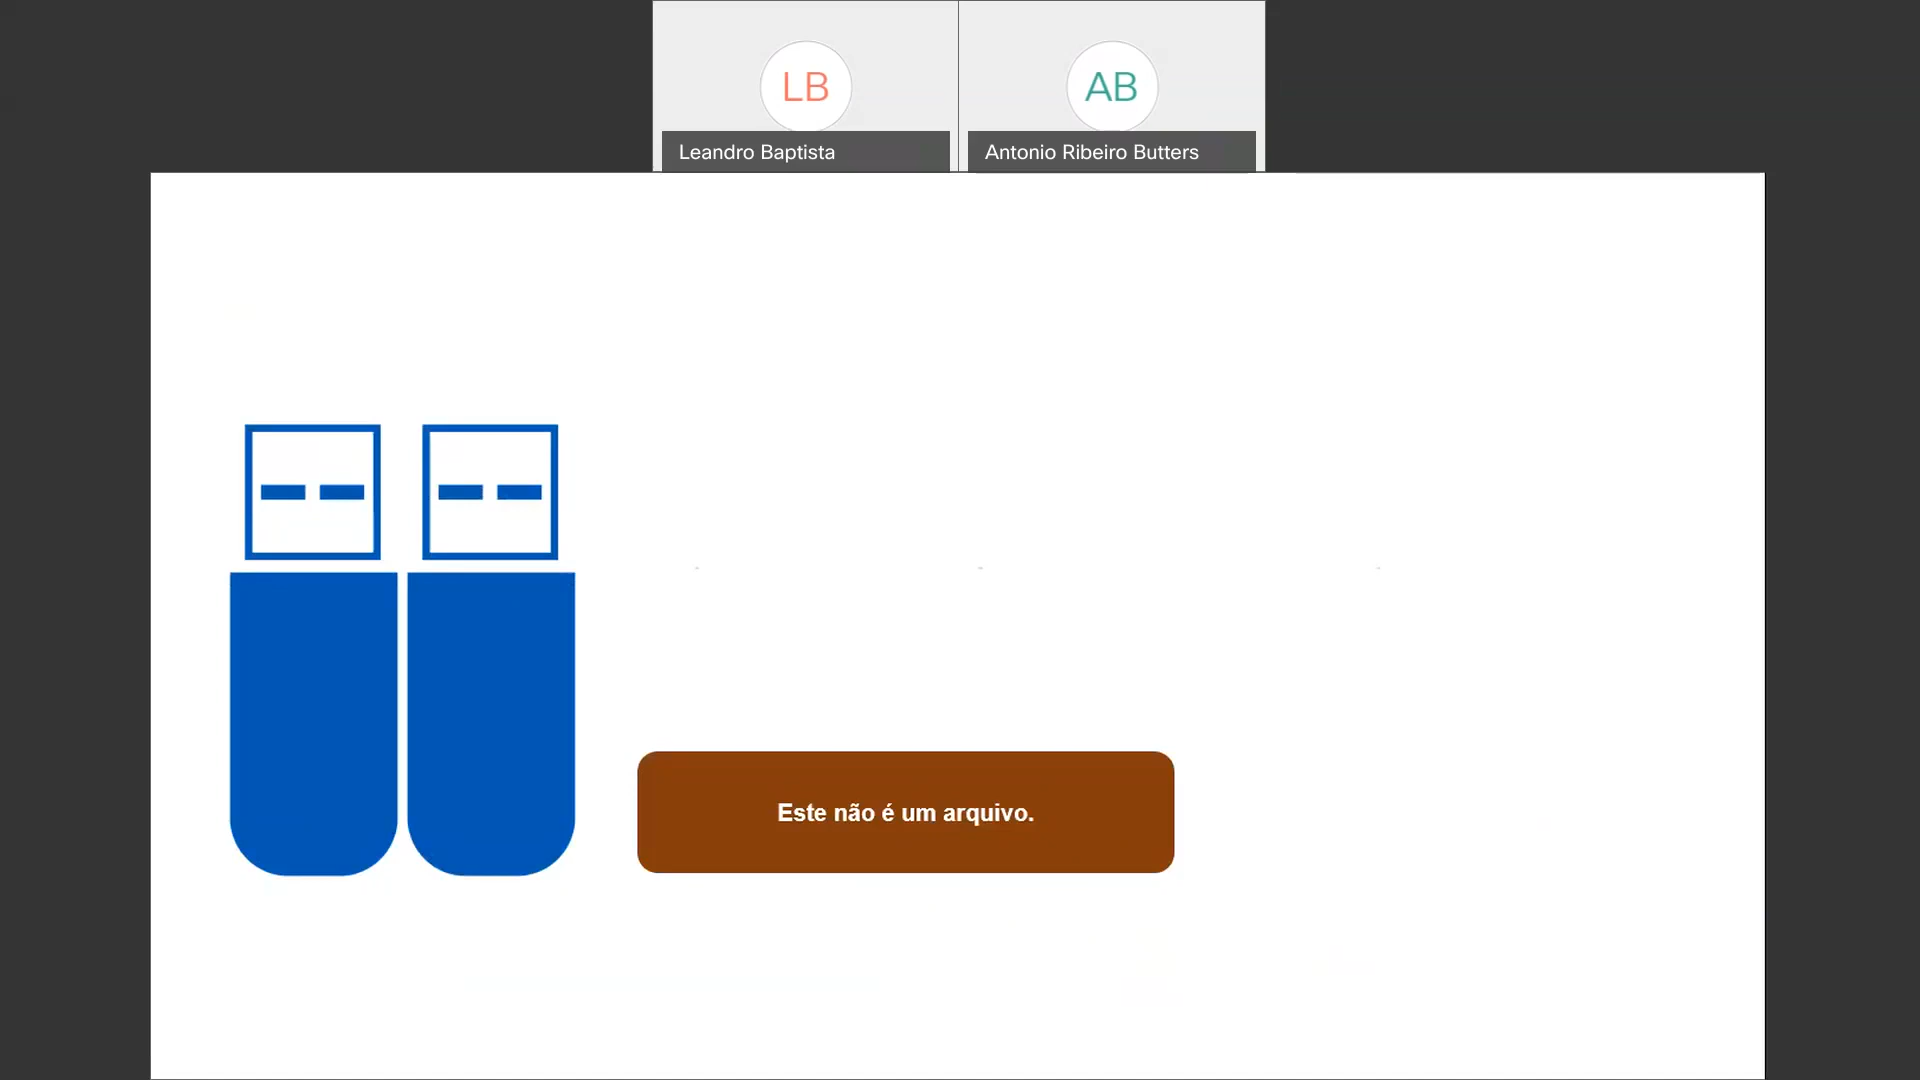 LB
AB
Leandro Baptista
Antonio Ribeiro Butters
Este não é um arquivo.